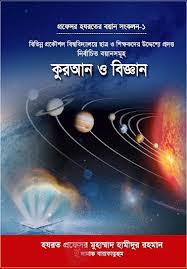 প্রফেসর হযরতের বয়ান সংকলন-১
বিভিন্ন প্রকৌশল বিশ্ববিদ্যালয়ে ছাত্র ও শিক্ষকদের উদ্দেশ্যে প্রদত্ত
নির্বাচিত বয়ানসমূহ
কুরআন ও বিজ্ঞান
হযরত প্রফেসর মুহাম্মাদ হামীদুর রহমান